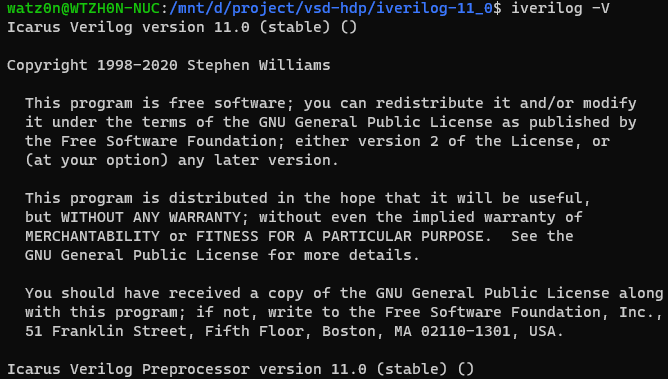 watz0n@WTZH0N-NUC:/mnt/d/project/vsd-hdp/iverilog-11_0$ iverilog -V
Icarus Verilog version 11.0 (stable) ()
Copyright 1998-2020 Stephen Williams
This program is free software; you can redistribute it and/or modify
it under the terms of the GNU General Public License as published by
the Free Software Foundation; either version 2 of the License, or
(at your option) any later version.
This program is distributed in the hope that it will be useful,
but WITHOUT ANY WARRANTY; without even the implied warranty of
MERCHANTABILITY or FITNESS FOR A PARTICULAR PURPOSE.  See the
GNU General Public License for more details.
You should have received a copy of the GNU General Public License along
with this program; if not, write to the Free Software Foundation, Inc.,
51 Franklin Street, Fifth Floor, Boston, MA 02110-1301, USA.
Icarus Verilog Preprocessor version 11.0 (stable) ()